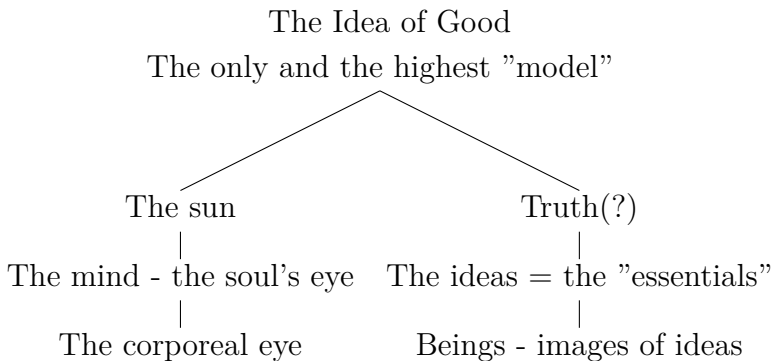 The Idea of Good
The only and the highest ”model”
The sun Truth(?)
The mind - the soul's eye The ideas = the ”essentials”
The corporeal eye Beings - images of ideas